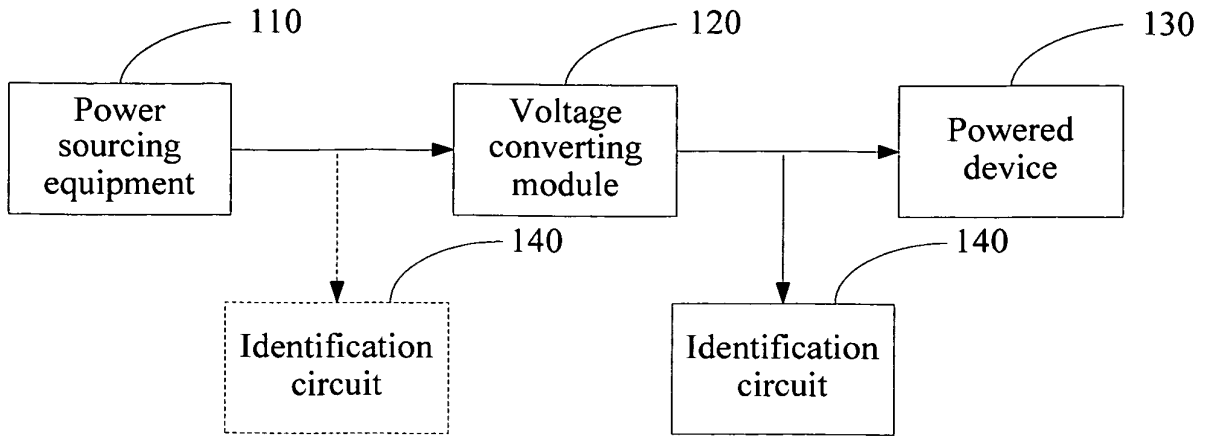 110
120
130
Power
sourcing
equipment
Voltage
converting
module
Powered
device
140
140
Identification
circuit
Identification
circuit